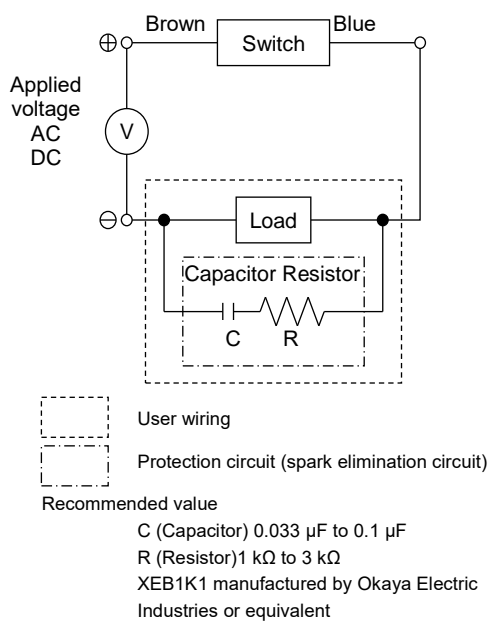 Brown
Switch
Blue
⊕
Applied
voltage
AC
DC
V
⊖
Load
Capacitor Resistor
C
R
User wiring
Protection circuit (spark elimination circuit)
Recommended value
C (Capacitor) 0.033 µF to 0.1 µF
R (Resistor)1 kΩ to 3 kΩ
XEB1K1 manufactured by Okaya Electric
Industries or equivalent